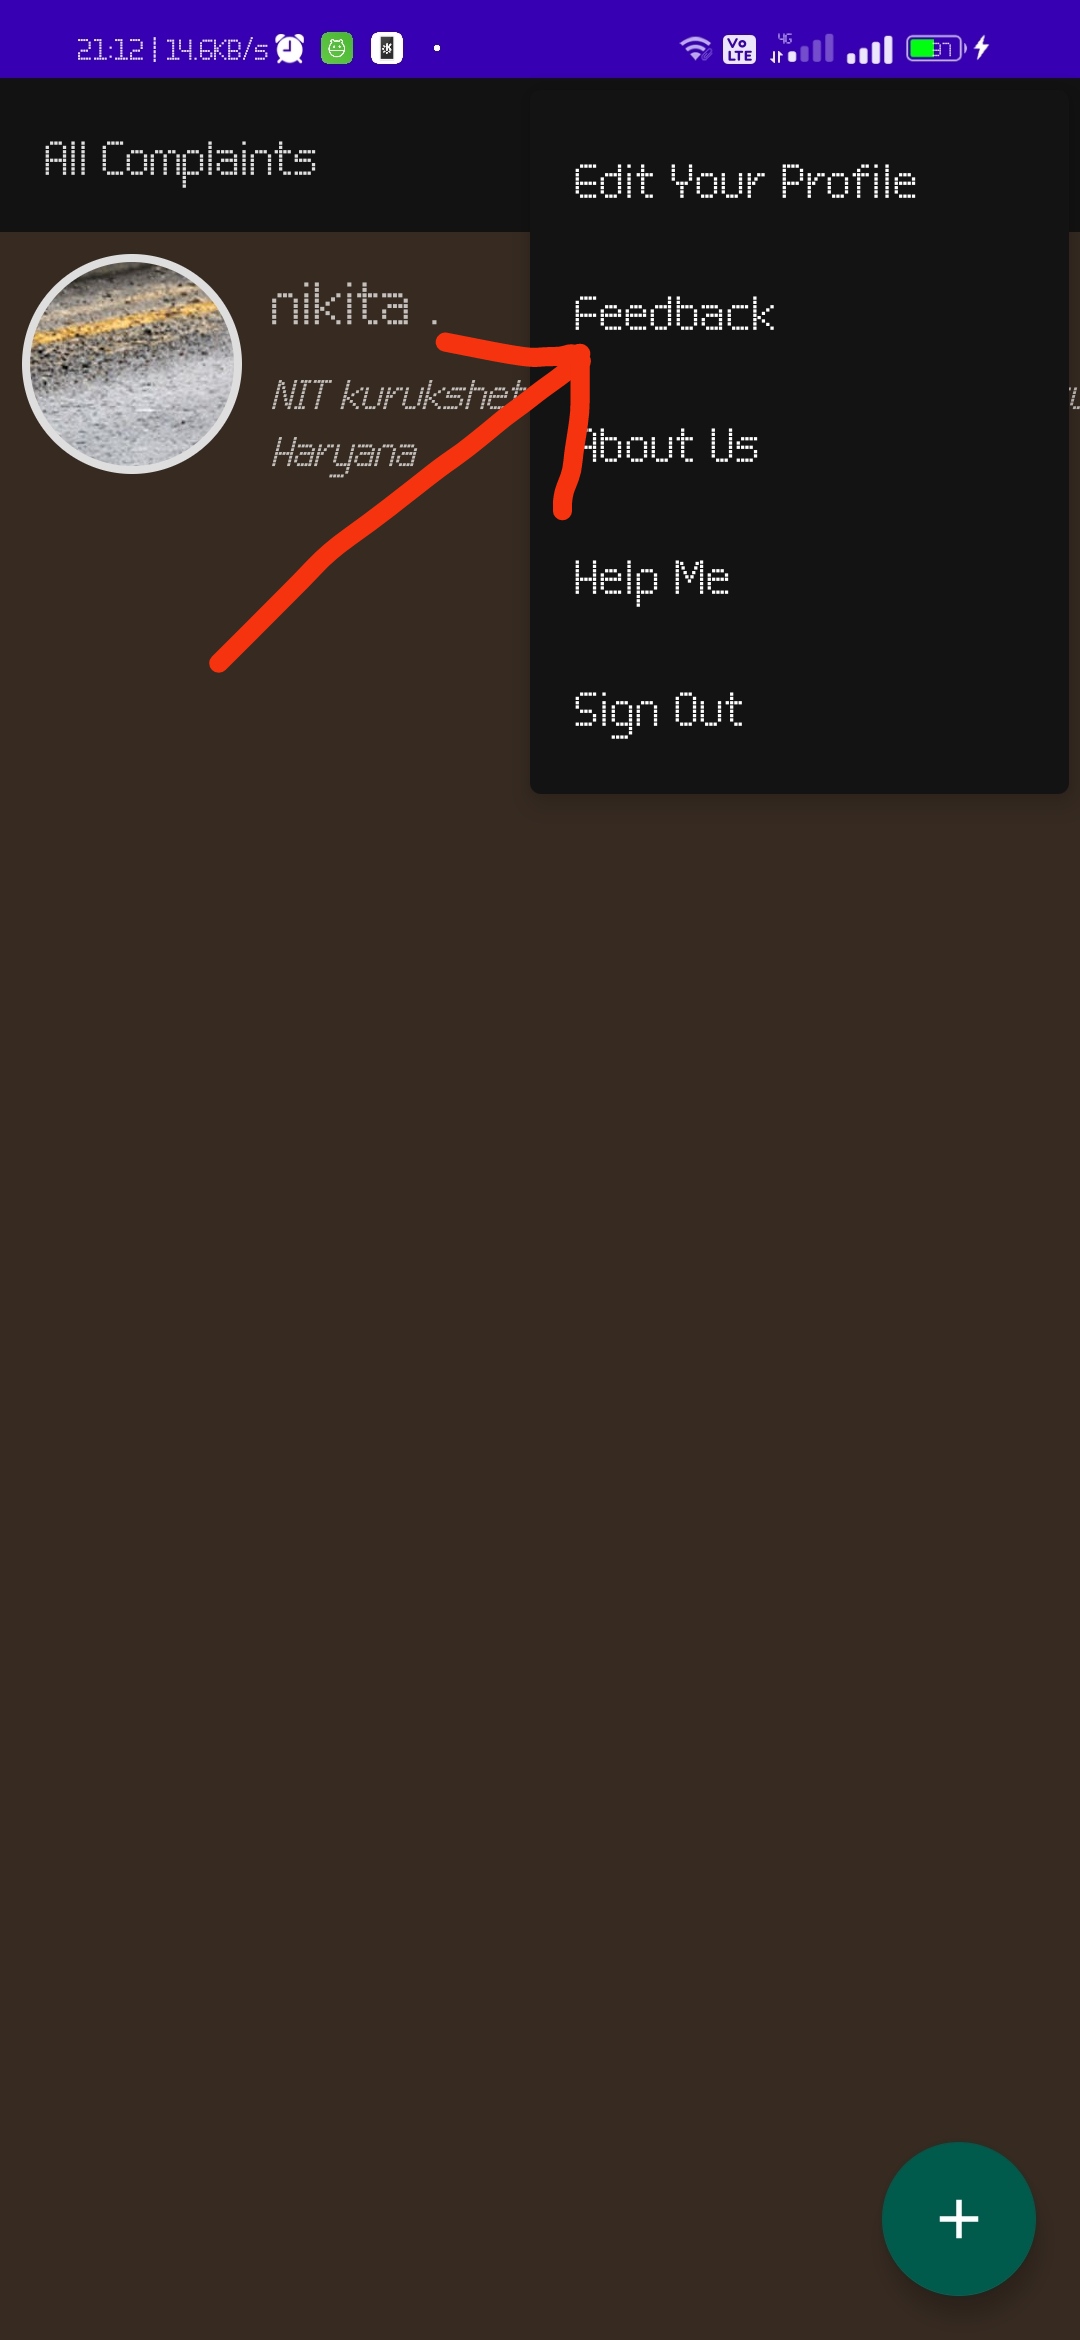 21:12 | 14.6KB/s
Vo LTE
4G
37
All Complaints
Edit Your Profile
nikita .
Feedback
NIT kurukshet
Haryana
About Us
Help Me
Sign Out